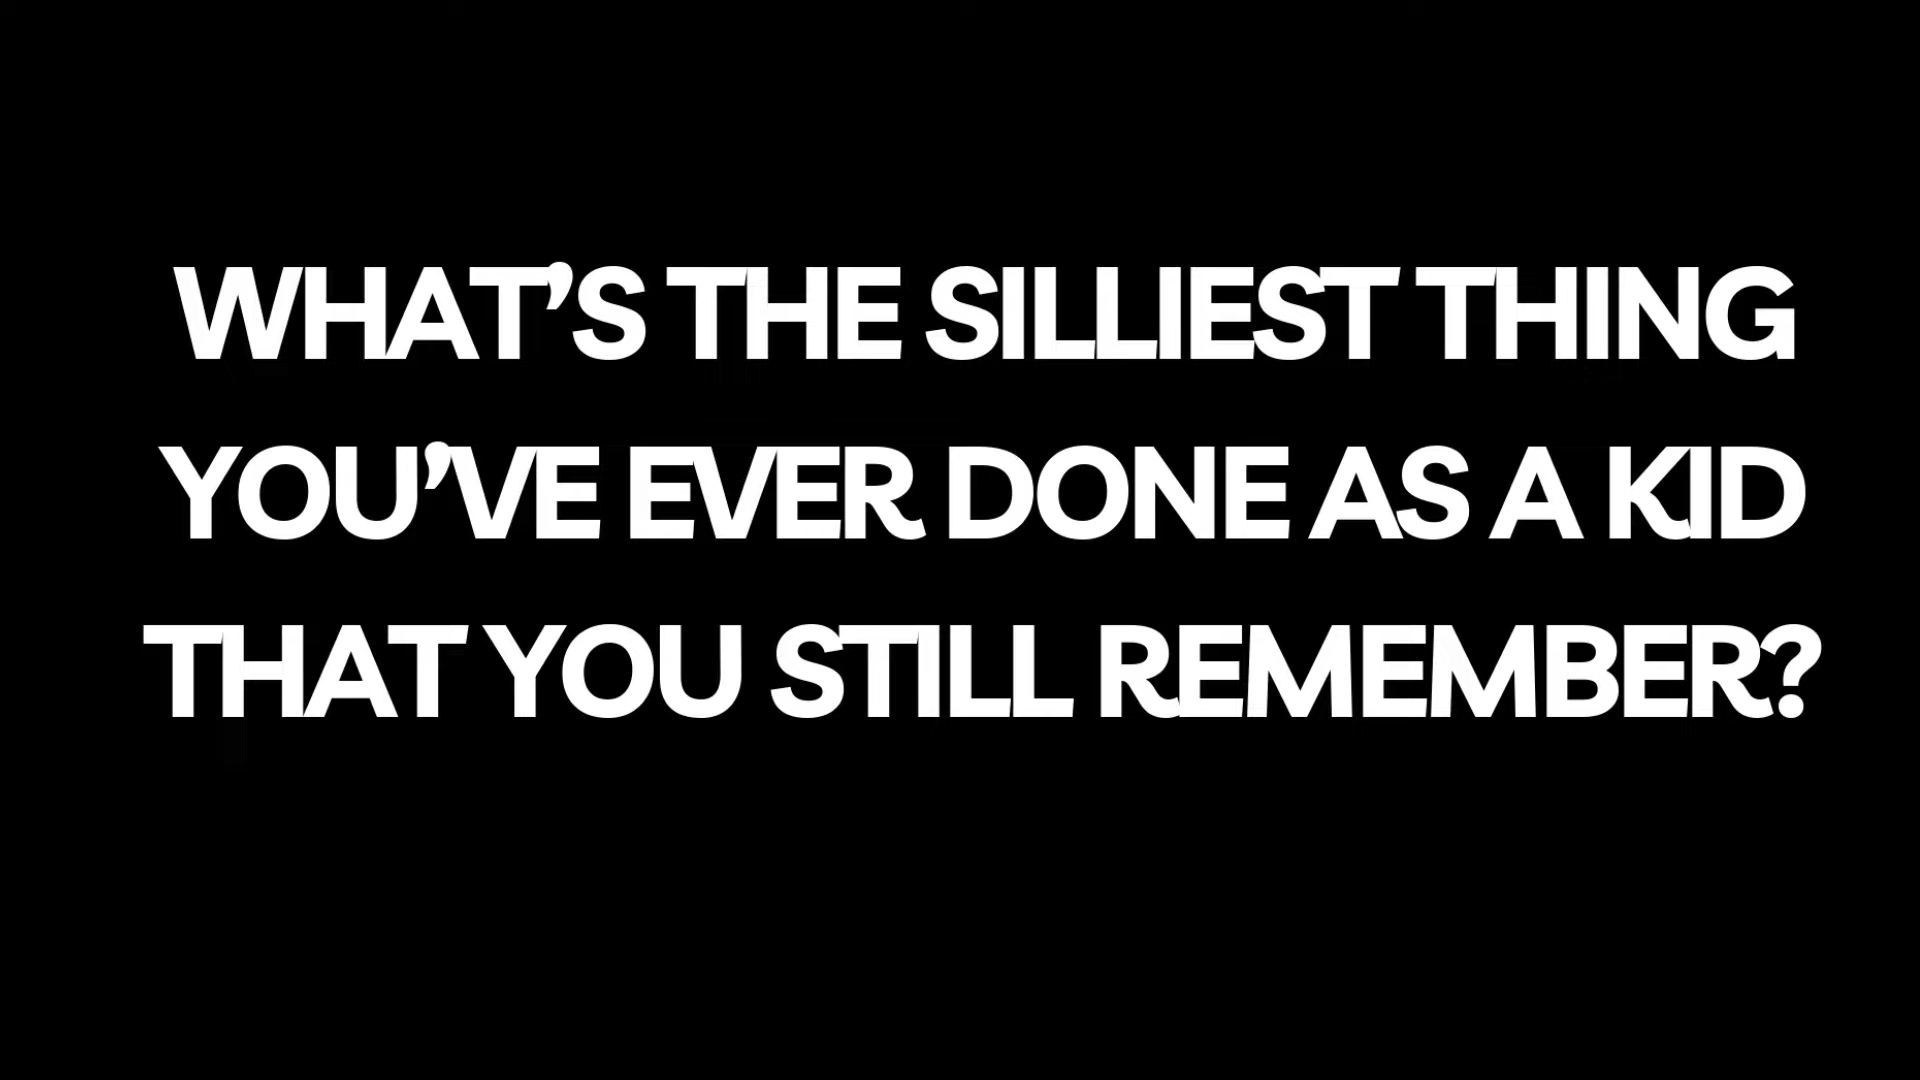 WHAT’S THE SILLIEST THING
YOU’VE EVER DONE AS A KID
THAT YOU STILL REMEMBER?